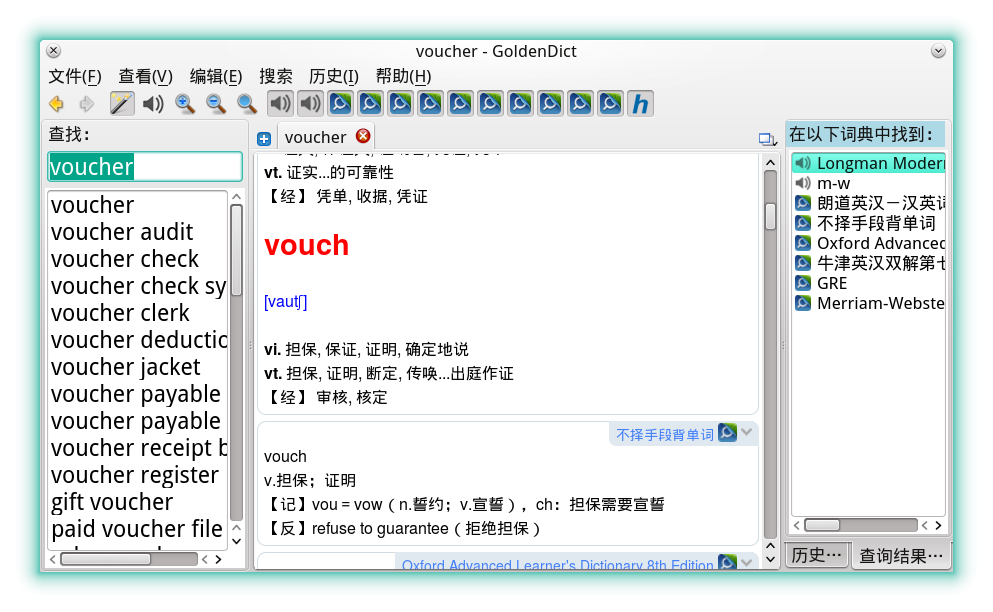 voucher - GoldenDict
文件(F) 查看(V) 编辑(E) 搜索 历史(I) 帮助(H)
h
查找:
voucher
voucher
voucher audit
voucher check
voucher check sy
voucher clerk
voucher deductic
voucher jacket
voucher payable
voucher payable
voucher receipt b
voucher register
gift voucher
paid voucher file
voucher
vt. 证实...的可靠性
【经】 凭单, 收据, 凭证
vouch
[vautʃ]
vi. 担保, 保证, 证明, 确定地说
vt. 担保, 证明, 断定, 传唤...出庭作证
【经】 审核, 核定
不择手段背单词
vouch
v.担保；证明
【记】vou = vow（n.誓约；v.宣誓），ch：担保需要宣誓
【反】refuse to guarantee（拒绝担保）
Oxford Advanced Learner's Dictionary 8th Edition
在以下词典中找到:
Longman Modern
m-w
朗道英汉－汉英词
不择手段背单词
Oxford Advanced
牛津英汉双解第七
GRE
Merriam-Webste
历史… 查询结果…